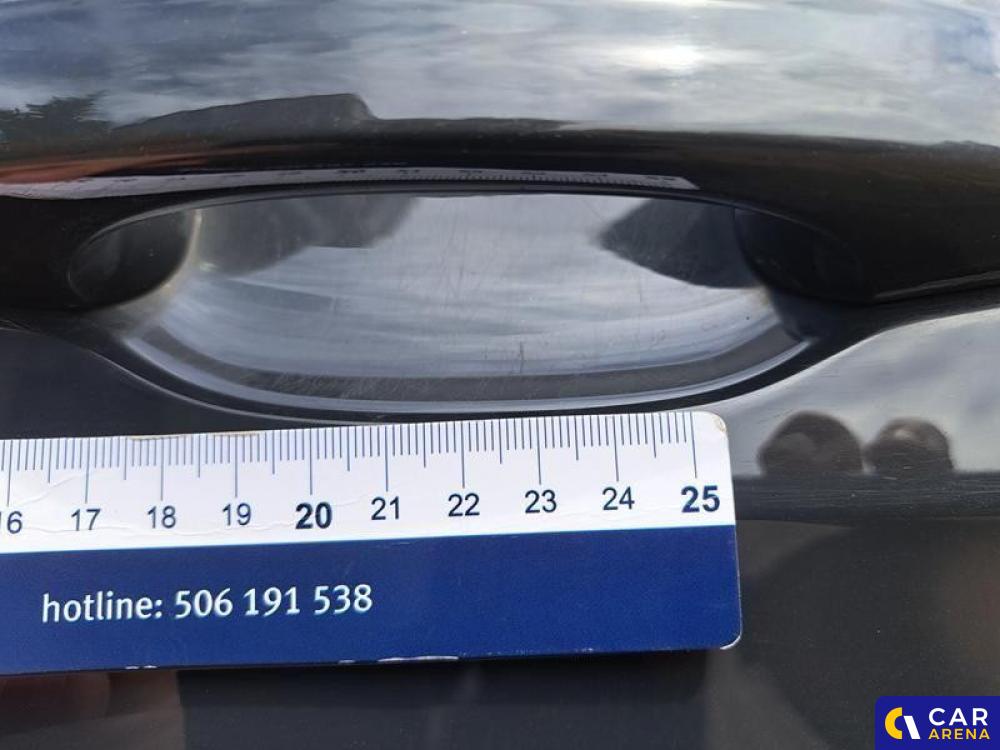 16 17 18 19 20 21 22 23 24 25
hotline: 506 191 538
CAR
ARENA